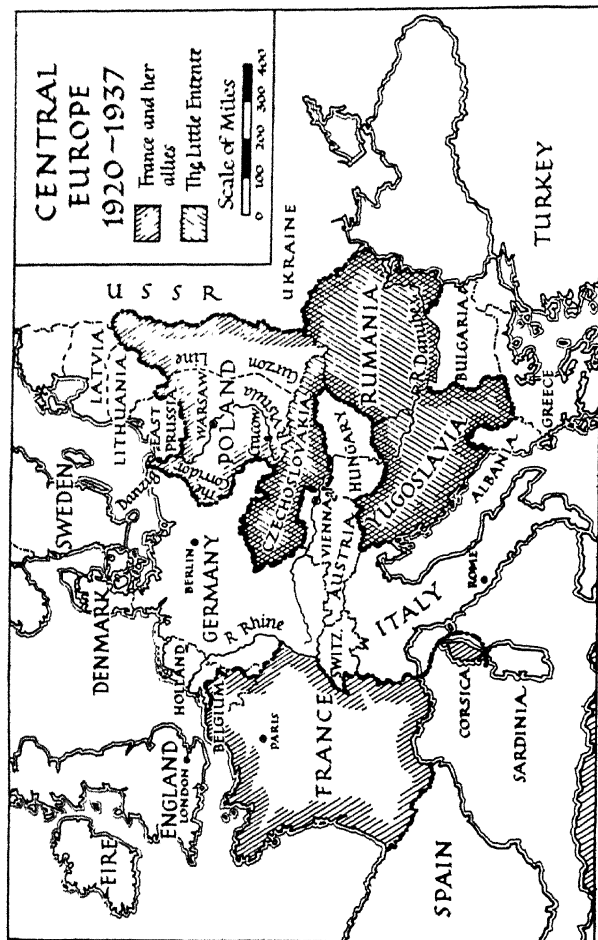 CENTRAL
EUROPE
1920–1937
France and her
allies
The Little Entente
Scale of Miles
0 100 200 300 400
EIRE
ENGLAND
LONDON
DENMARK
SWEDEN
LATVIA
LITHUANIA
U S S R
UKRAINE
HOLLAND
BELGIUM
R Rhine
GERMANY
BERLIN
Danzig
The Corridor
EAST
PRUSSIA
WARSAW
POLAND
Curzon
Line
PARIS
FRANCE
SWITZ.
VIENNA
AUSTRIA
HUNGARY
CZECHOSLOVAKIA
RUMANIA
R Danube
YUGOSLAVIA
BULGARIA
ITALY
ROME
ALBANIA
GREECE
TURKEY
SPAIN
CORSICA
SARDINIA